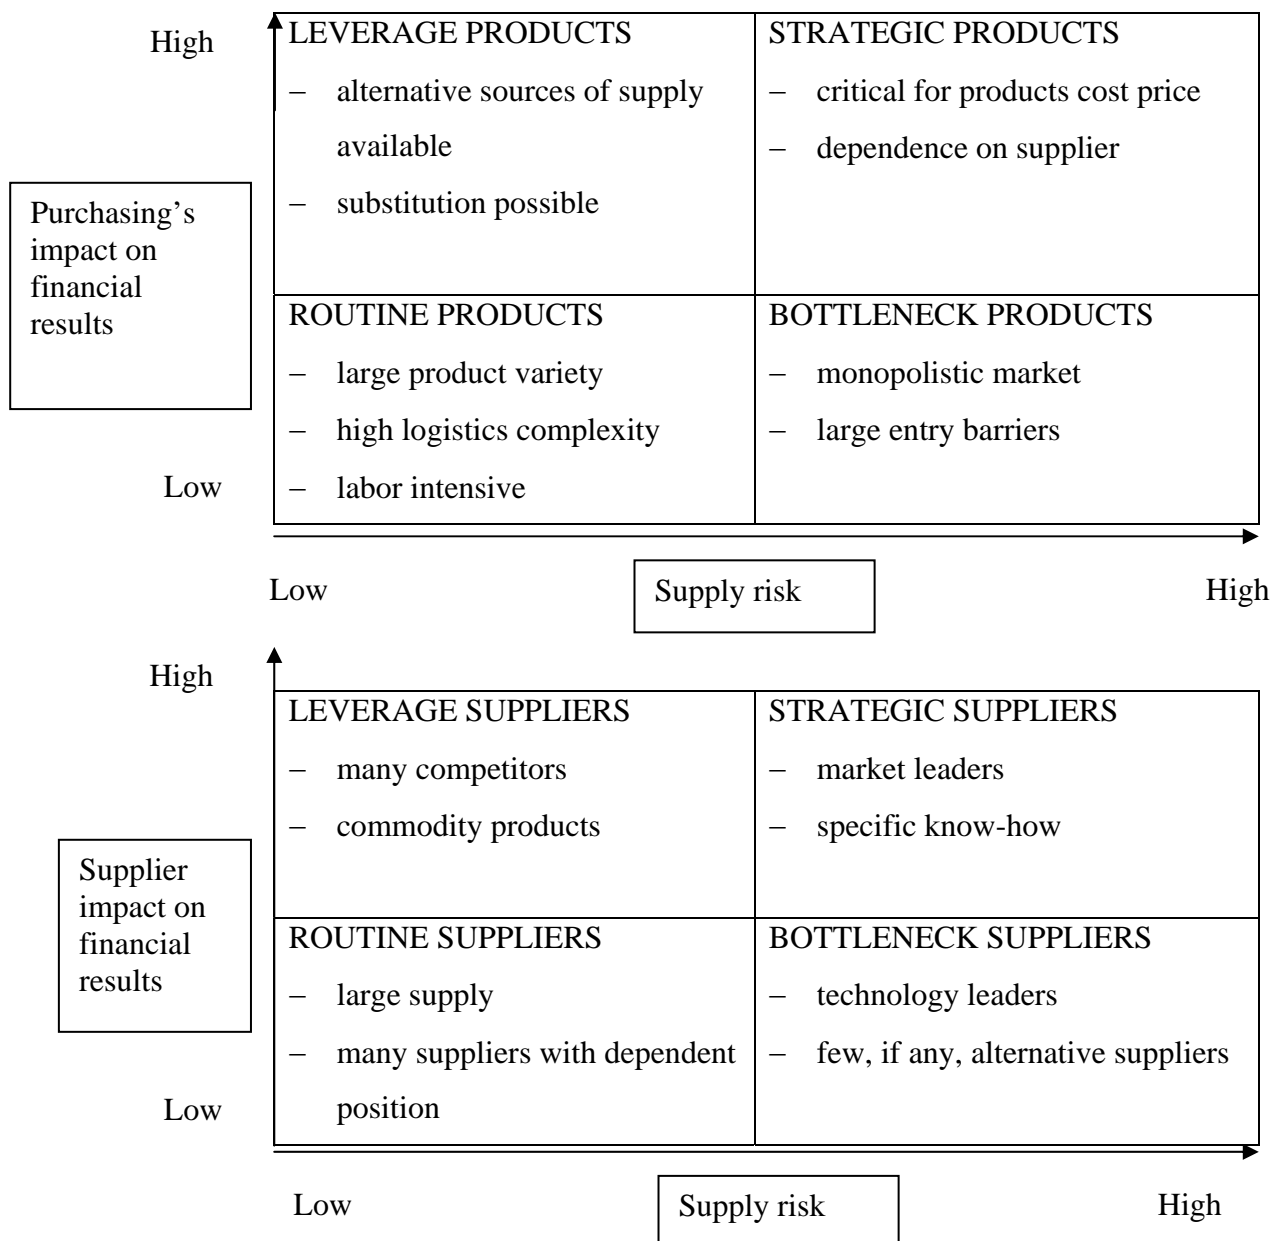 High
LEVERAGE PRODUCTS
– alternative sources of supply
available
– substitution possible
STRATEGIC PRODUCTS
– critical for products cost price
– dependence on supplier
Purchasing’s
impact on
financial
results
ROUTINE PRODUCTS
– large product variety
– high logistics complexity
– labor intensive
BOTTLENECK PRODUCTS
– monopolistic market
– large entry barriers
Low
Low
Supply risk
High
High
LEVERAGE SUPPLIERS
– many competitors
– commodity products
STRATEGIC SUPPLIERS
– market leaders
– specific know-how
Supplier
impact on
financial
results
ROUTINE SUPPLIERS
– large supply
– many suppliers with dependent
position
BOTTLENECK SUPPLIERS
– technology leaders
– few, if any, alternative suppliers
Low
Low
Supply risk
High